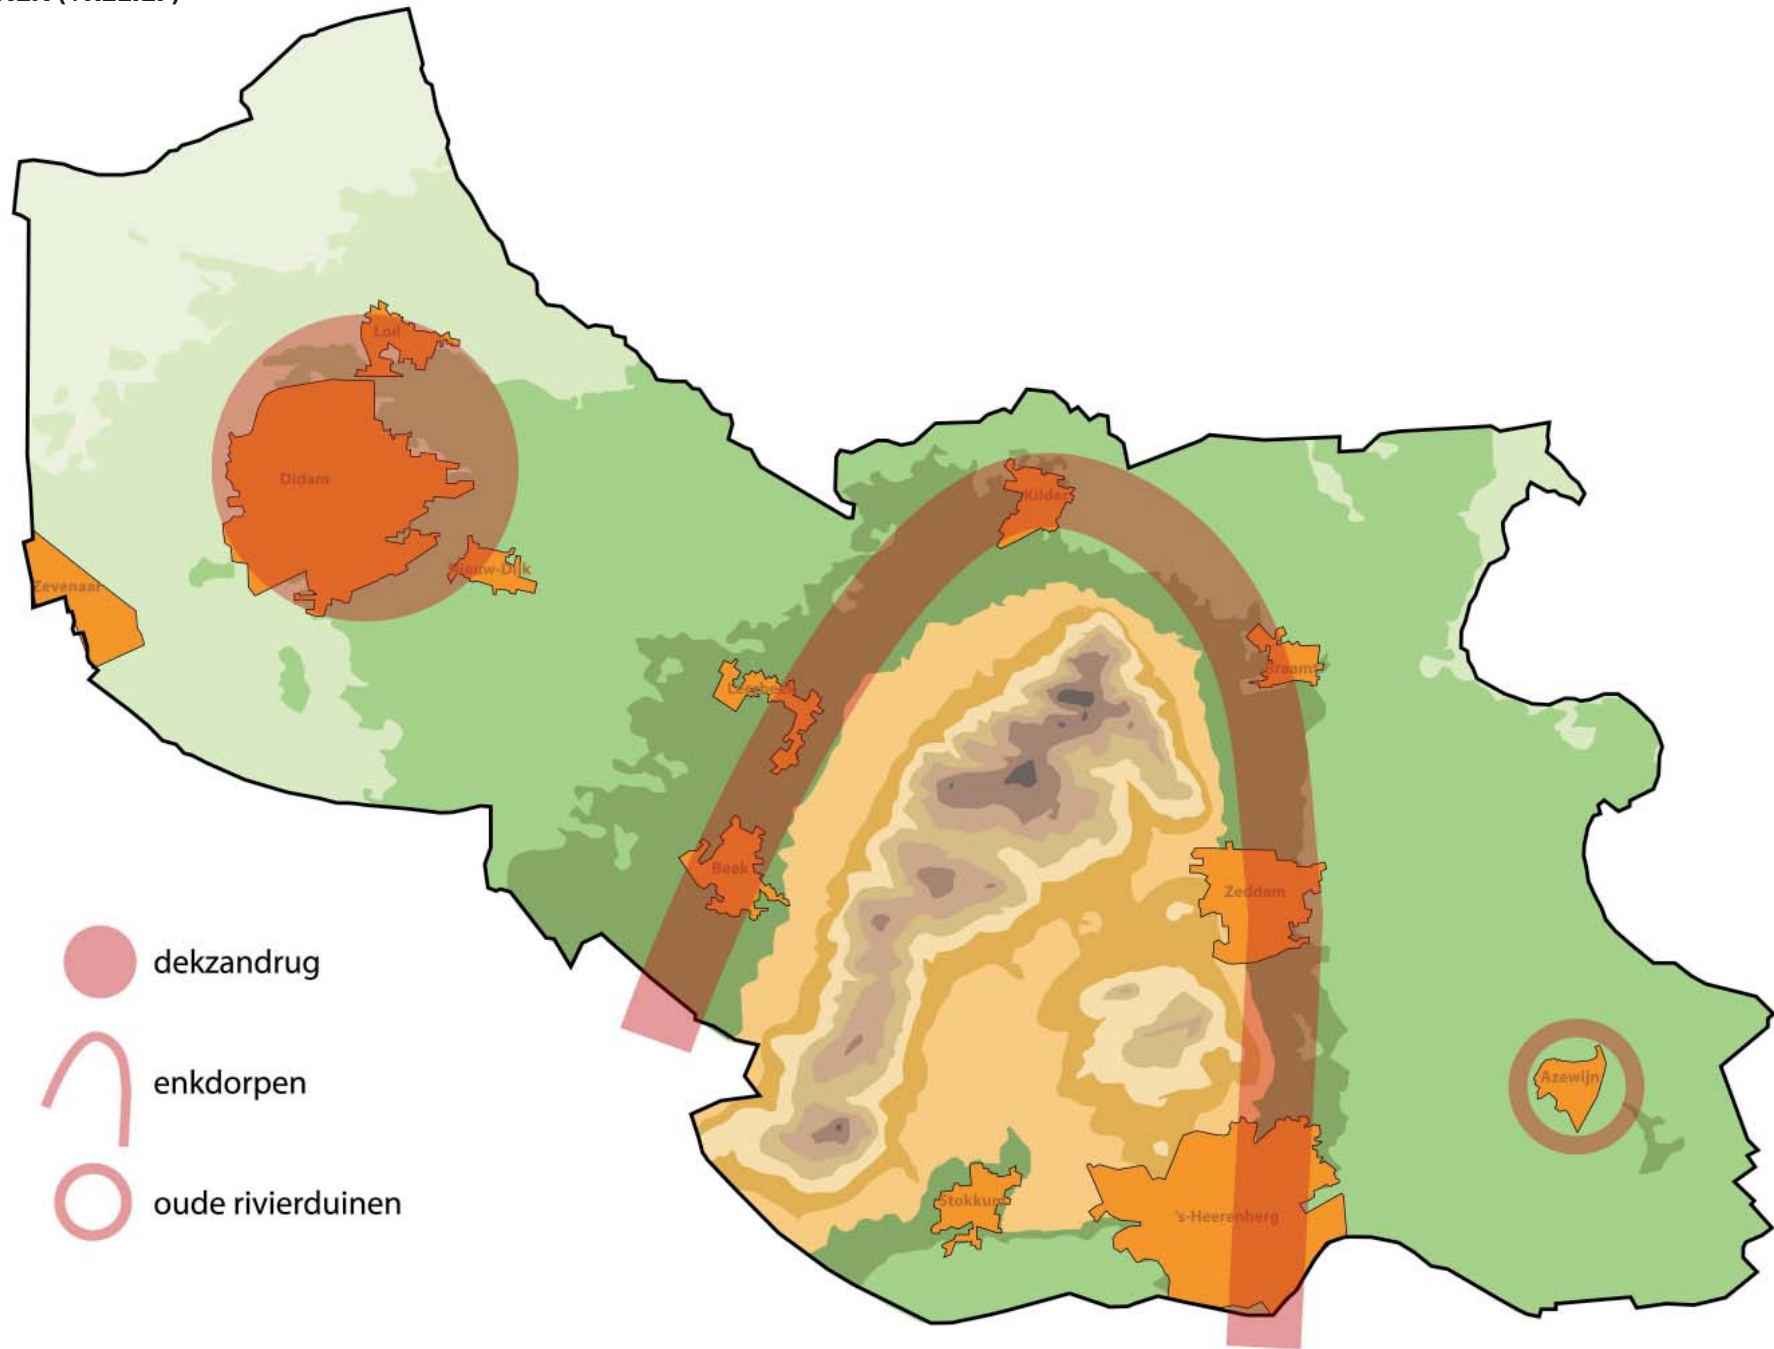 Loil
Didam
Nieuw-Dijk
Zevenaar
Kilder
Braamt
Beek
Zeddam
Azewijn
Stokkum
's-Heerenberg
dekzandrug
enkdorpen
oude rivierduinen